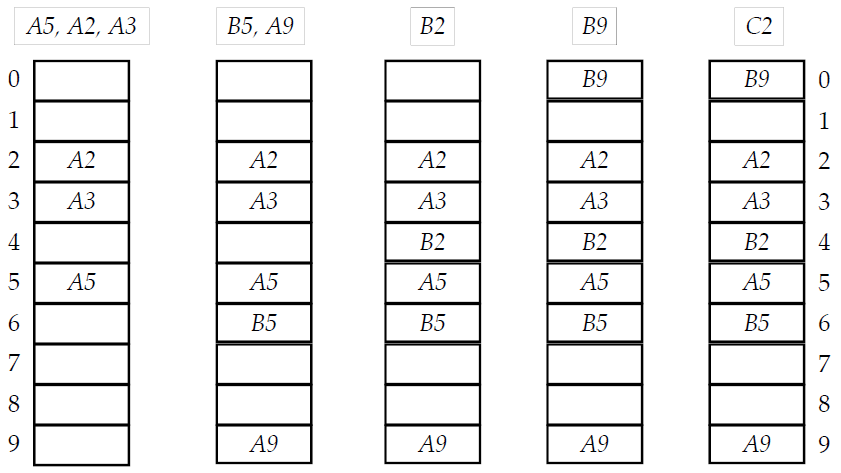 A5, A2, A3 B5, A9 B2 B9 C2
0 B9 B9 0
1 1
2 A2 A2 A2 A2 A2 2
3 A3 A3 A3 A3 A3 3
4 B2 B2 B2 4
5 A5 A5 A5 A5 A5 5
6 B5 B5 B5 B5 6
7 7
8 8
9 A9 A9 A9 A9 9